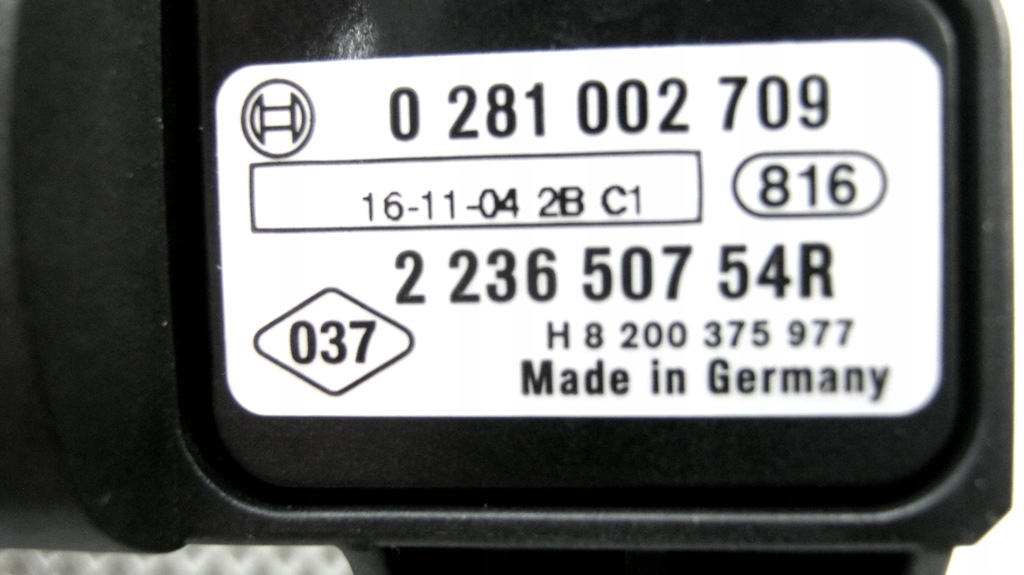 0 281 002 709
16-11-04 2B C1
816
2 236 507 54R
037
H 8 200 375 977
Made in Germany